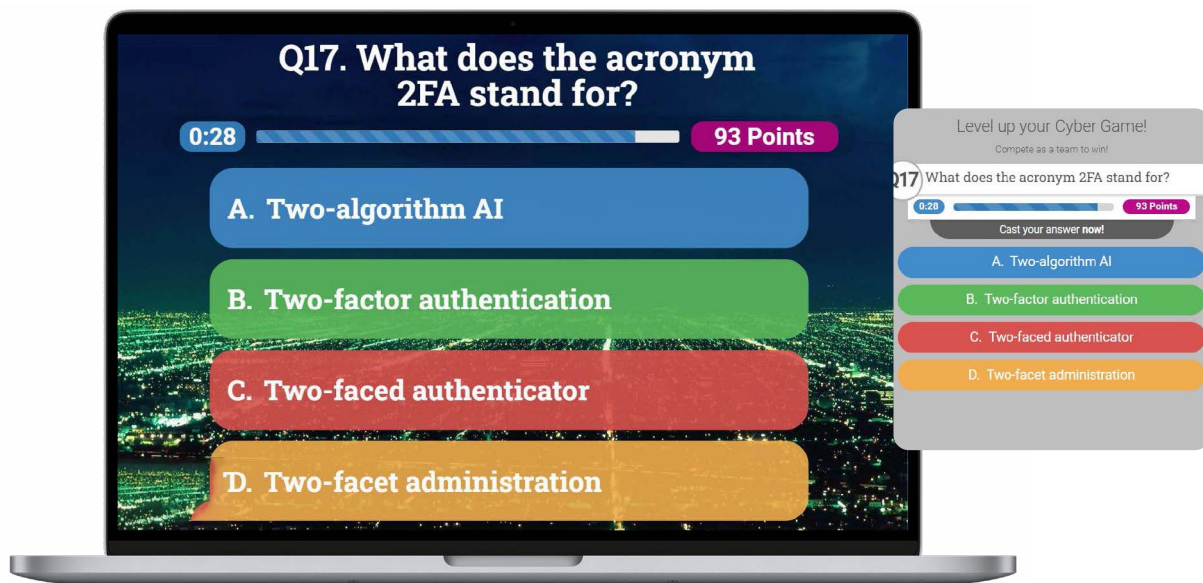 Q17. What does the acronym
2FA stand for?
0:28
93 Points
A. Two-algorithm AI
B. Two-factor authentication
C. Two-faced authenticator
D. Two-facet administration
Level up your Cyber Game!
Compete as a team to win!
Q17 What does the acronym 2FA stand for?
0:28
93 Points
Cast your answer now!
A. Two-algorithm AI
B. Two-factor authentication
C. Two-faced authenticator
D. Two-facet administration